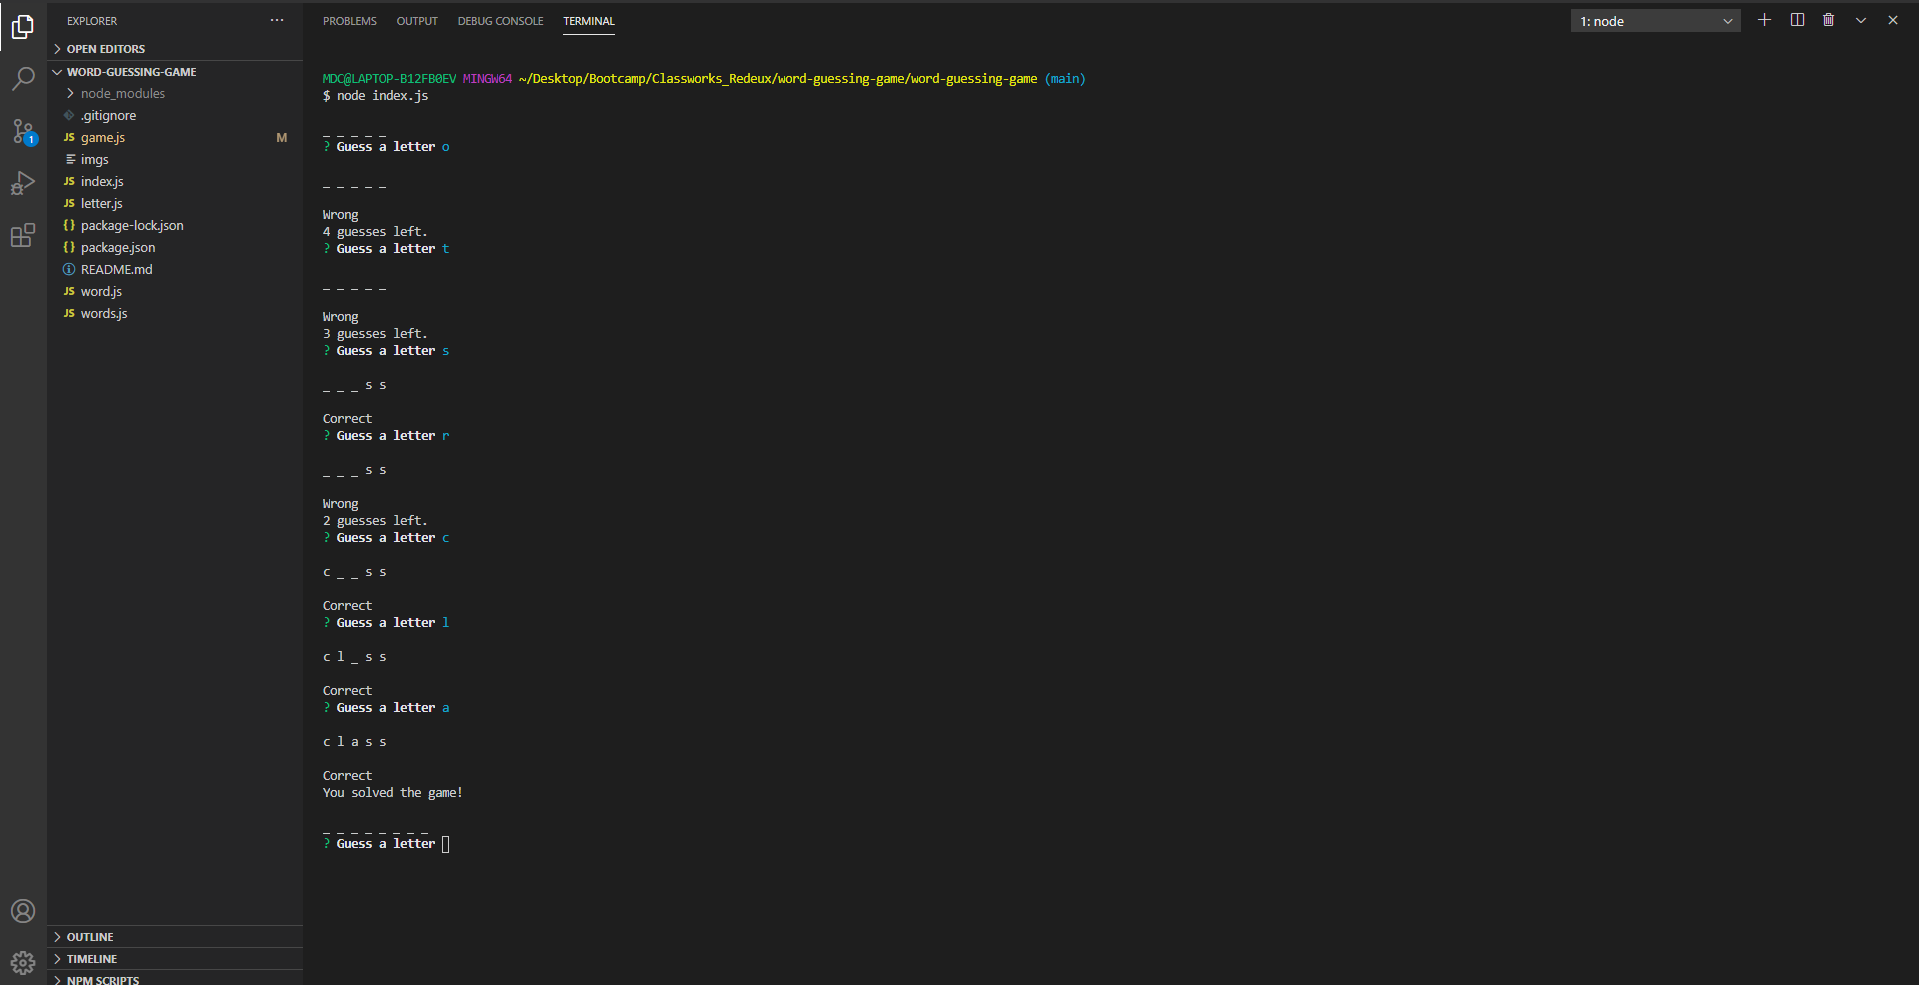 EXPLORER
OPEN EDITORS
WORD-GUESSING-GAME
node_modules
.gitignore
JS game.js M
imgs
JS index.js
JS letter.js
{} package-lock.json
{} package.json
README.md
JS word.js
JS words.js
OUTLINE
TIMELINE
NPM SCRIPTS
1
PROBLEMS OUTPUT DEBUG CONSOLE TERMINAL 1: node
MDC@LAPTOP-B12FB0EV MINGW64 ~/Desktop/Bootcamp/Classworks_Redeux/word-guessing-game/word-guessing-game (main)
$ node index.js
_ _ _ _ _
? Guess a letter o
_ _ _ _ _
Wrong
4 guesses left.
? Guess a letter t
_ _ _ _ _
Wrong
3 guesses left.
? Guess a letter s
_ _ _ s s
Correct
? Guess a letter r
_ _ _ s s
Wrong
2 guesses left.
? Guess a letter c
c _ _ s s
Correct
? Guess a letter l
c l _ s s
Correct
? Guess a letter a
c l a s s
Correct
You solved the game!
_ _ _ _ _ _ _ _
? Guess a letter